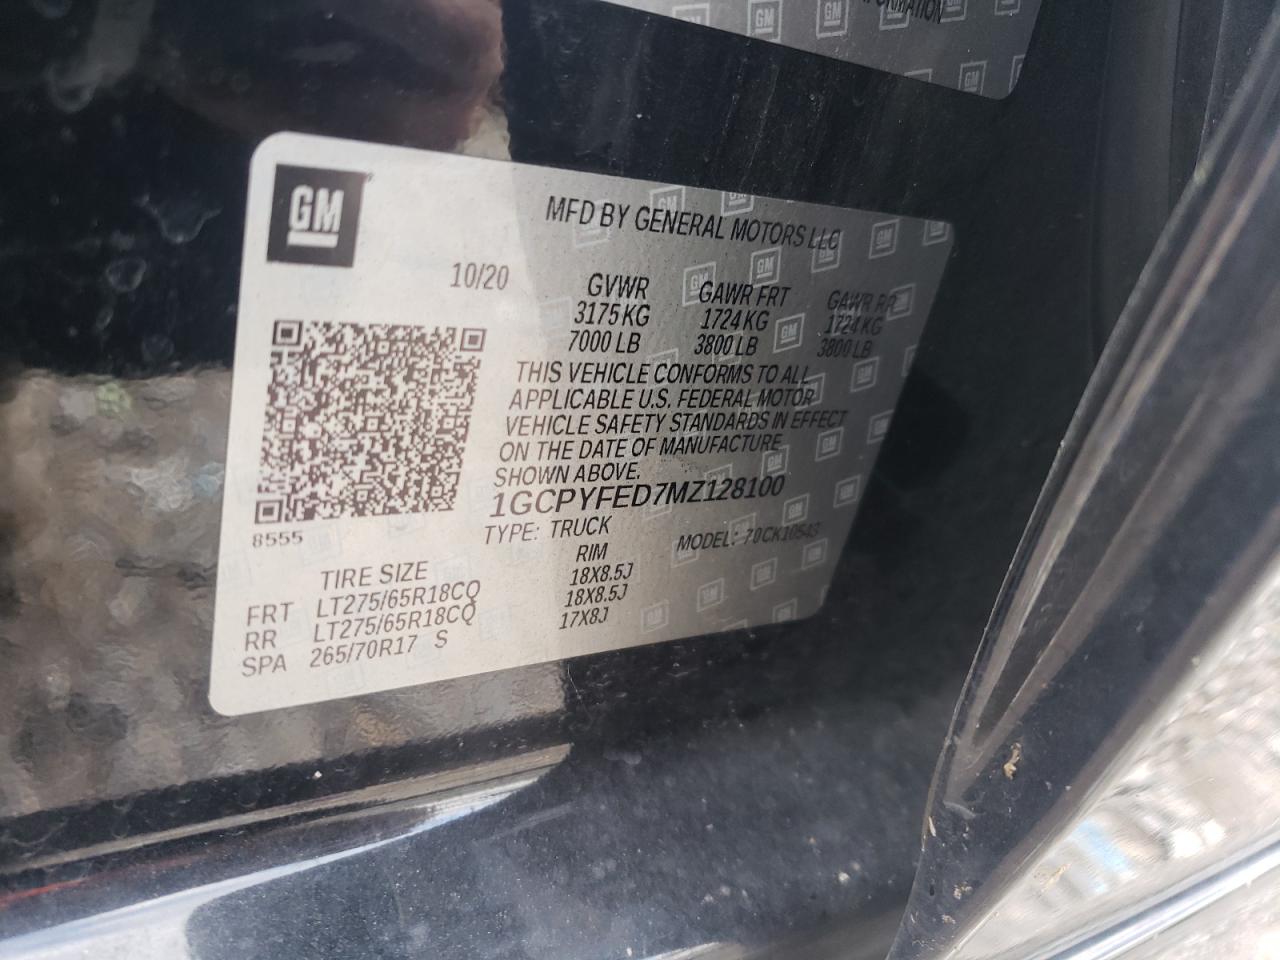 FORMATION
GM
MFD BY GENERAL MOTORS LLC
10/20
GVWR GAWR FRT GAWR RR
3175 KG 1724 KG 1724 KG
7000 LB 3800 LB 3800 LB
THIS VEHICLE CONFORMS TO ALL
APPLICABLE U.S. FEDERAL MOTOR
VEHICLE SAFETY STANDARDS IN EFFECT
ON THE DATE OF MANUFACTURE
SHOWN ABOVE.
1GCPYFED7MZ128100
TYPE: TRUCK MODEL: 70CK10543
8555
TIRE SIZE RIM
FRT LT275/65R18CQ 18X8.5J
RR LT275/65R18CQ 18X8.5J
SPA 265/70R17 S 17X8J